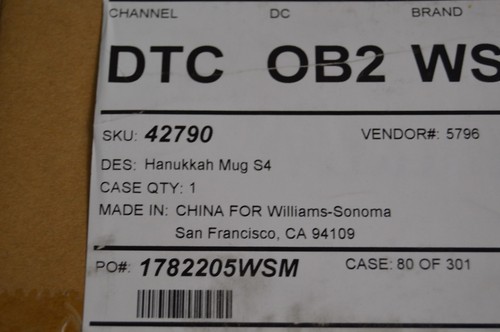 CHANNEL DC BRAND
DTC OB2 WS
SKU: 42790 VENDOR#: 5796
DES: Hanukkah Mug S4
CASE QTY: 1
MADE IN: CHINA FOR Williams-Sonoma
San Francisco, CA 94109
PO#: 1782205WSM CASE: 80 OF 301